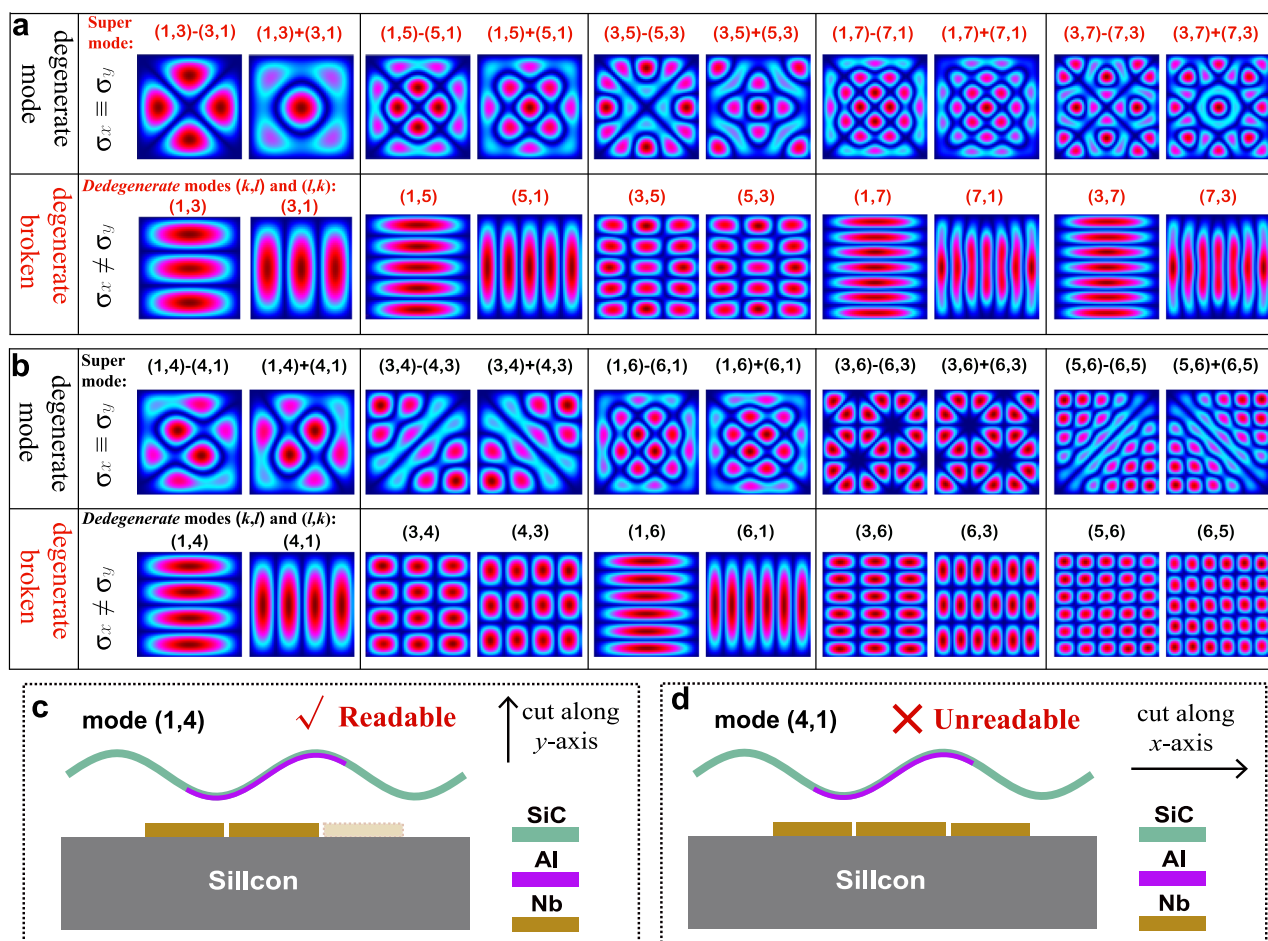 a
degenerate
mode
σx = σy
Super
mode:
(1,3)-(3,1) (1,3)+(3,1) (1,5)-(5,1) (1,5)+(5,1) (3,5)-(5,3) (3,5)+(5,3) (1,7)-(7,1) (1,7)+(7,1) (3,7)-(7,3) (3,7)+(7,3)
degenerate
broken
σx ≠ σy
Dedegenerate modes (k,l) and (l,k):
(1,3) (3,1) (1,5) (5,1) (3,5) (5,3) (1,7) (7,1) (3,7) (7,3)
b
degenerate
mode
σx = σy
Super
mode:
(1,4)-(4,1) (1,4)+(4,1) (3,4)-(4,3) (3,4)+(4,3) (1,6)-(6,1) (1,6)+(6,1) (3,6)-(6,3) (3,6)+(6,3) (5,6)-(6,5) (5,6)+(6,5)
degenerate
broken
σx ≠ σy
Dedegenerate modes (k,l) and (l,k):
(1,4) (4,1) (3,4) (4,3) (1,6) (6,1) (3,6) (6,3) (5,6) (6,5)
c
mode (1,4)
√ Readable
cut along
y-axis
SiC
Al
Nb
Sillcon
d
mode (4,1)
✕ Unreadable
cut along
x-axis
SiC
Al
Nb
Sillcon